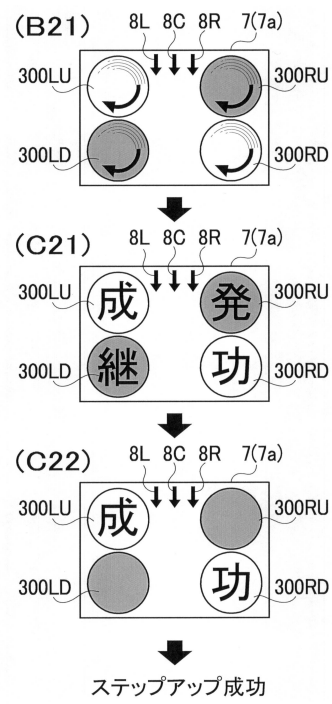 (B21)
8L 8C 8R 7(7a)
300LU 300RU
300LD 300RD
(C21)
8L 8C 8R 7(7a)
300LU 成 発 300RU
300LD 継 功 300RD
(C22)
8L 8C 8R 7(7a)
300LU 成 300RU
300LD 功 300RD
ステップアップ成功